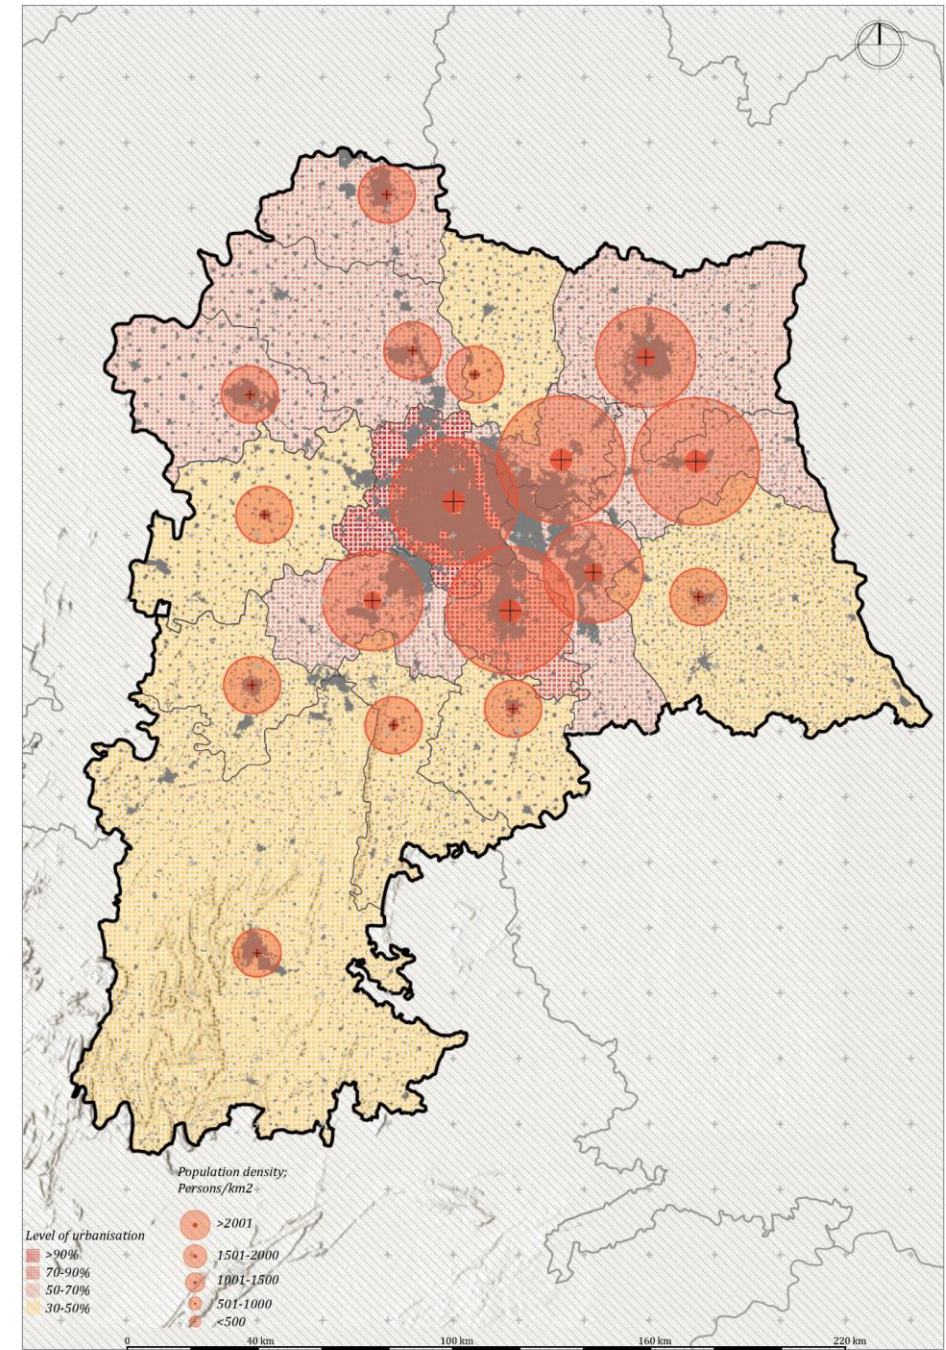 Population density;
Persons/km2
>2001
1501-2000
1001-1500
501-1000
<500
Level of urbanisation
>90%
70-90%
50-70%
30-50%
0 40 km 100 km 160 km 220 km